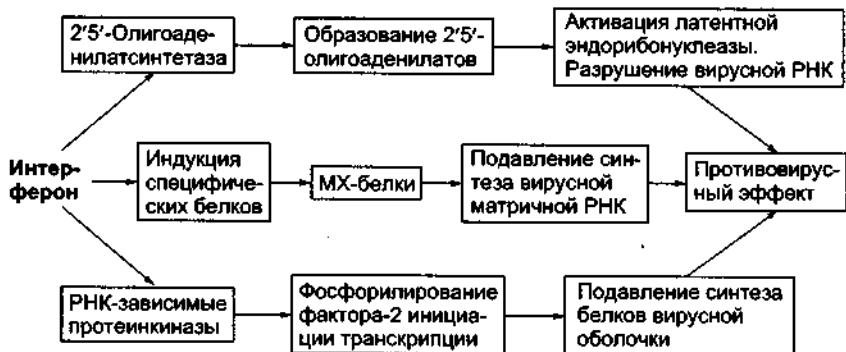 2′5′-Олигоаде-
нилатсинтетаза
Образование 2′5′-
олигоаденилатов
Активация латентной
эндорибонуклеазы.
Разрушение вирусной РНК
Интер-
ферон
Индукция
специфичес-
ких белков
МХ-белки
Подавление син-
теза вирусной
матричной РНК
Противовирус-
ный эффект
РНК-зависимые
протеинкиназы
Фосфорилирование
фактора-2 инициа-
ции транскрипции
Подавление синтеза
белков вирусной
оболочки